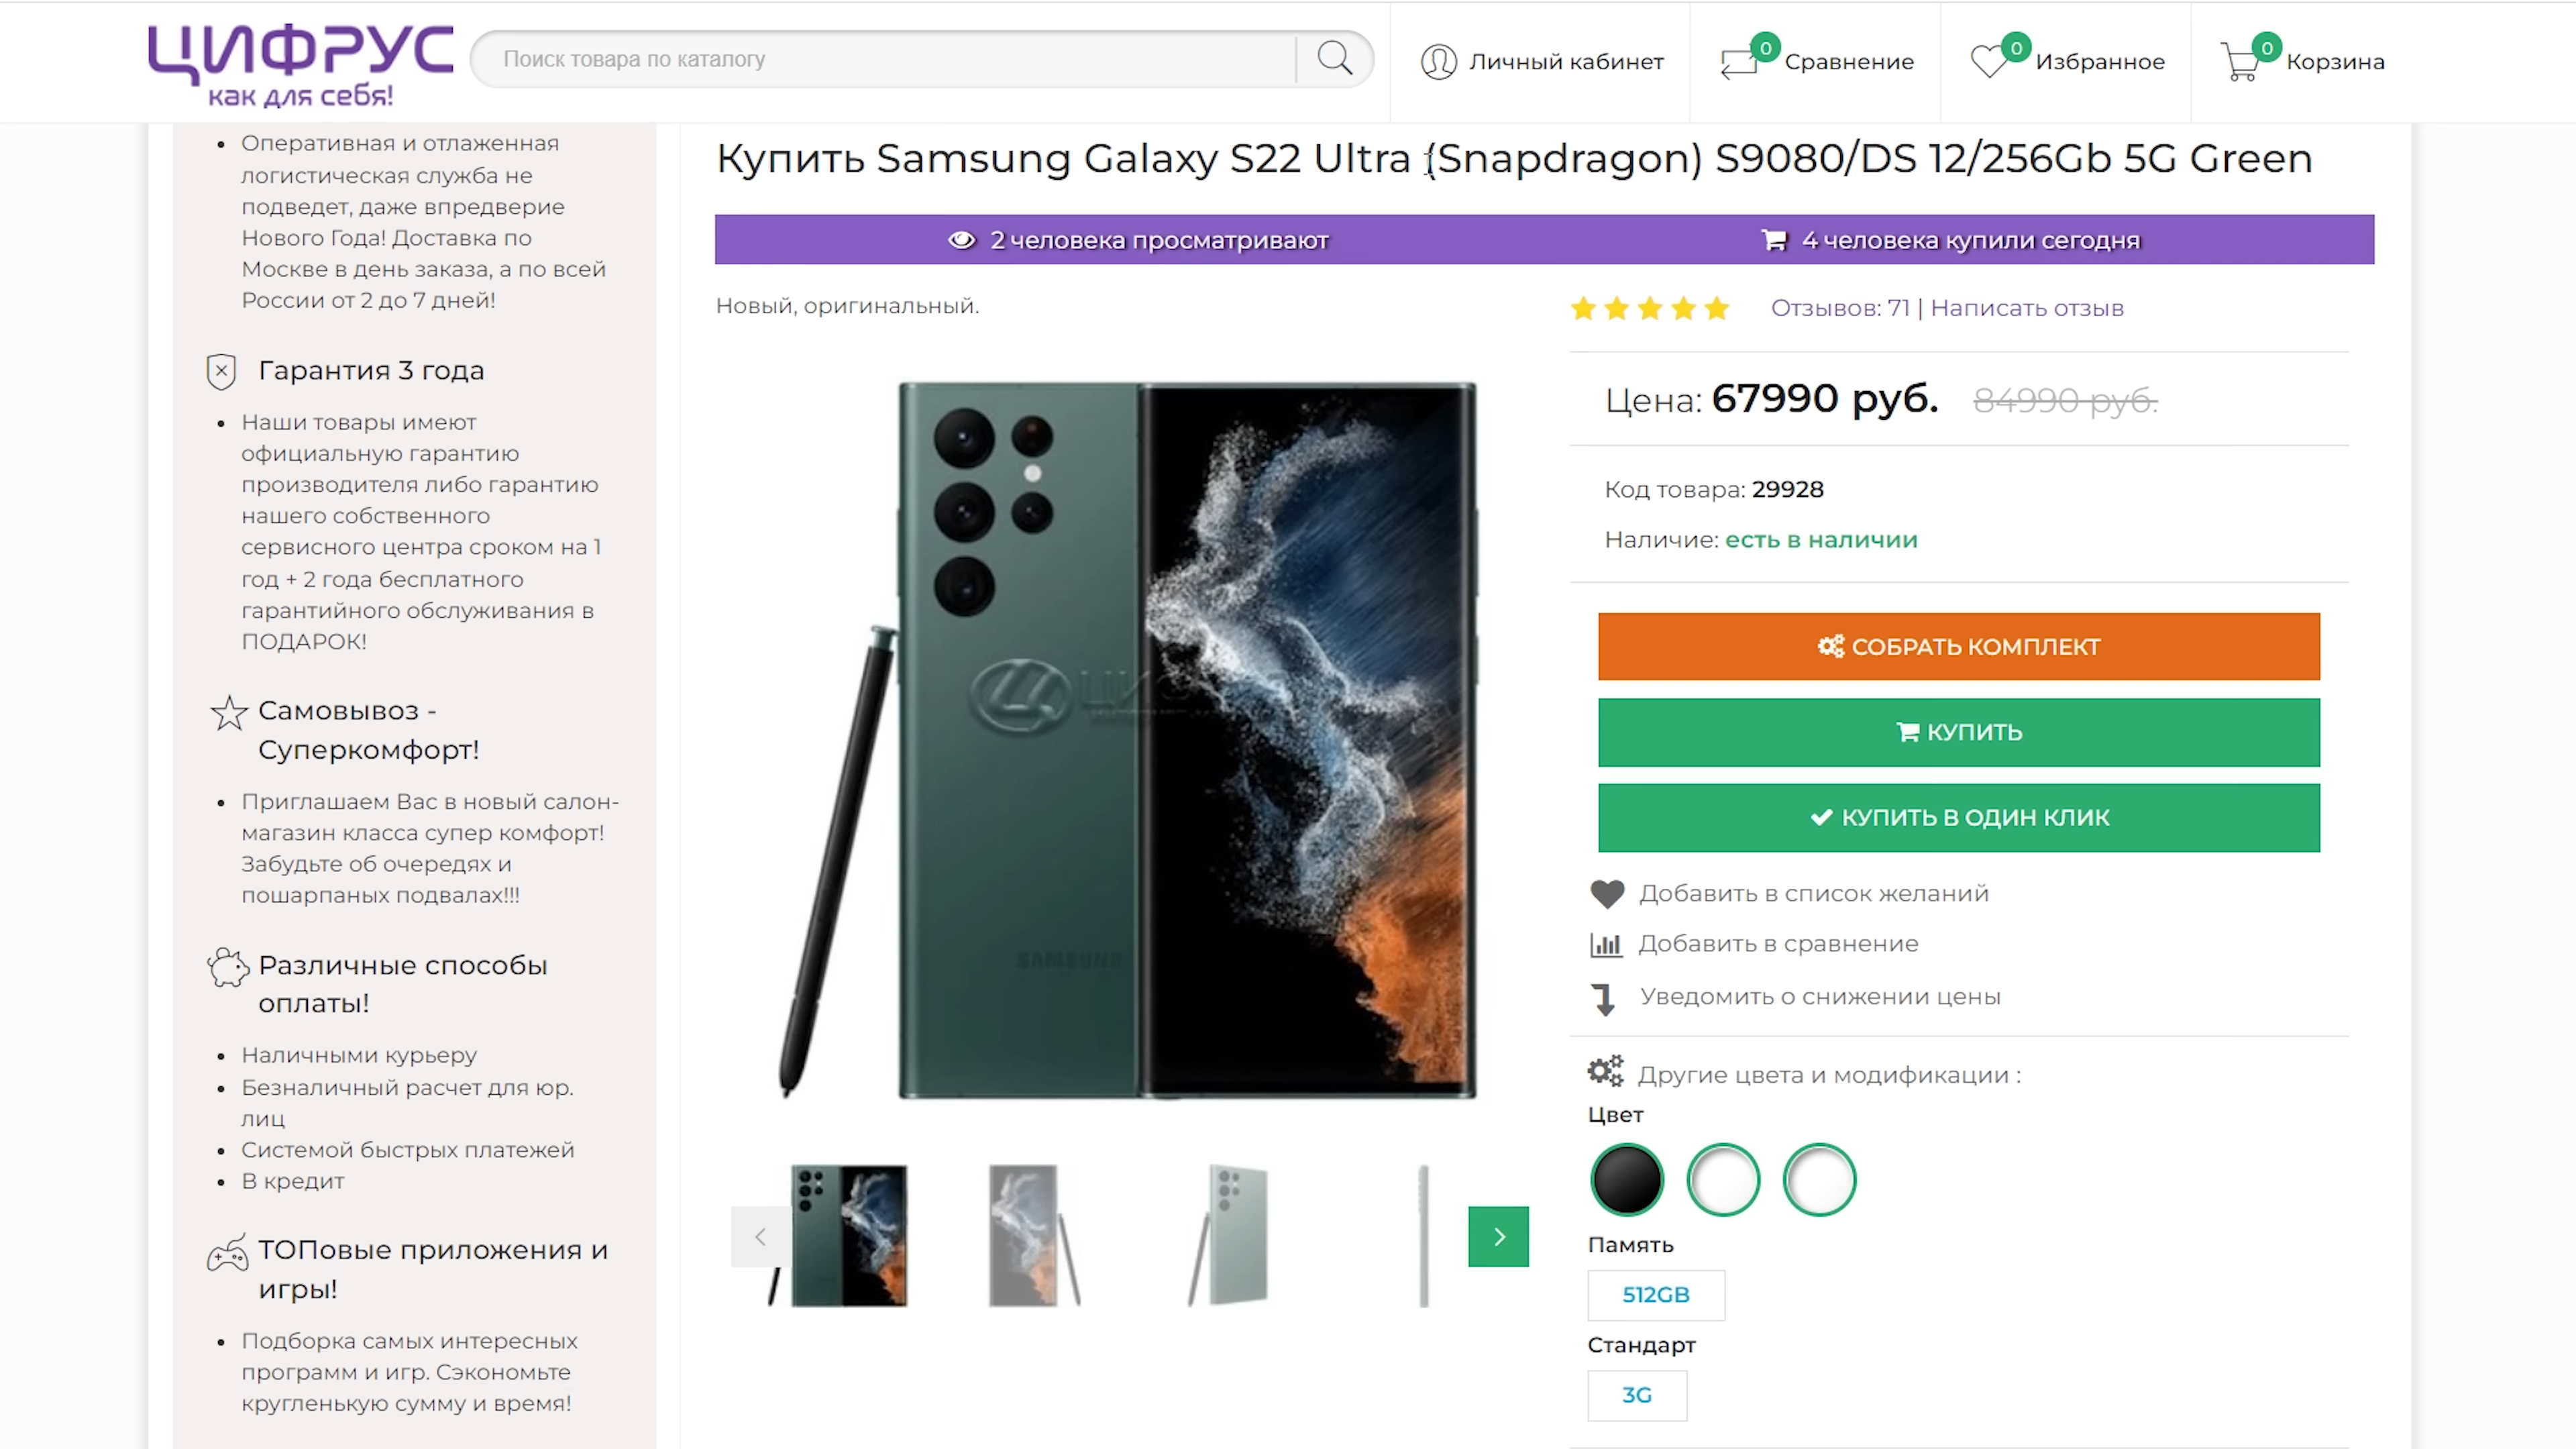 ЦИФРУС
как для себя!
Поиск товара по каталогу
Личный кабинет
0
Сравнение
0
Избранное
0
Корзина
Оперативная и отлаженная
логистическая служба не
подведет, даже впредверие
Нового Года! Доставка по
Москве в день заказа, а по всей
России от 2 до 7 дней!
Гарантия 3 года
Наши товары имеют
официальную гарантию
производителя либо гарантию
нашего собственного
сервисного центра сроком на 1
год + 2 года бесплатного
гарантийного обслуживания в
ПОДАРОК!
Самовывоз -
Суперкомфорт!
Приглашаем Вас в новый салон-
магазин класса супер комфорт!
Забудьте об очередях и
пошарпаных подвалах!!!
Различные способы
оплаты!
Наличными курьеру
Безналичный расчет для юр.
лиц
Системой быстрых платежей
В кредит
ТОПовые приложения и
игры!
Подборка самых интересных
программ и игр. Сэкономьте
кругленькую сумму и время!
Купить Samsung Galaxy S22 Ultra (Snapdragon) S9080/DS 12/256Gb 5G Green
2 человека просматривают
4 человека купили сегодня
Новый, оригинальный.
SAMSUNG
Отзывов: 71 | Написать отзыв
Цена: 67990 руб. 84990 руб.
Код товара: 29928
Наличие: есть в наличии
СОБРАТЬ КОМПЛЕКТ
КУПИТЬ
КУПИТЬ В ОДИН КЛИК
Добавить в список желаний
Добавить в сравнение
Уведомить о снижении цены
Другие цвета и модификации :
Цвет
Память
512GB
Стандарт
3G